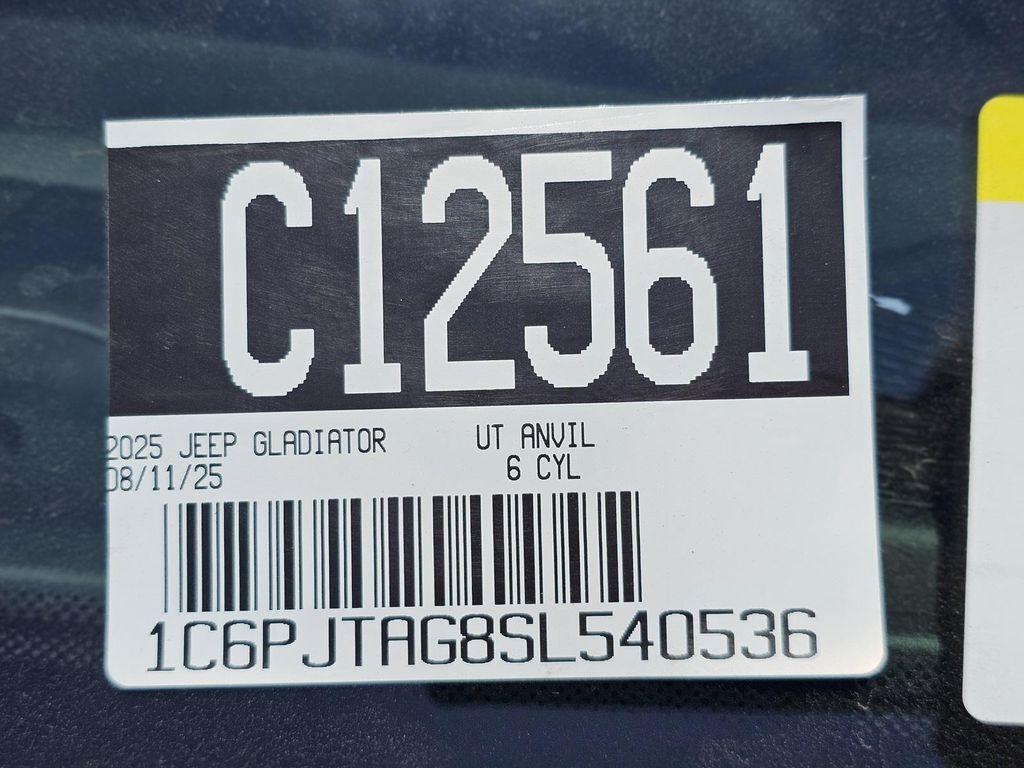 C12561
2025 JEEP GLADIATOR UT ANVIL
08/11/25 6 CYL
1C6PJTAG8SL540536